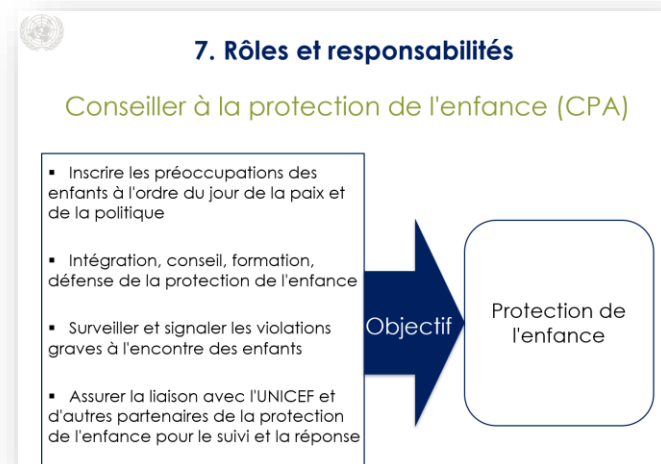 7. Rôles et responsabilités
Conseiller à la protection de l'enfance (CPA)
▪ Inscrire les préoccupations des
enfants à l'ordre du jour de la paix et
de la politique
▪ Intégration, conseil, formation,
défense de la protection de l'enfance
▪ Surveiller et signaler les violations
graves à l'encontre des enfants
▪ Assurer la liaison avec l'UNICEF et
d'autres partenaires de la protection
de l'enfance pour le suivi et la réponse
Objectif
Protection de
l'enfance